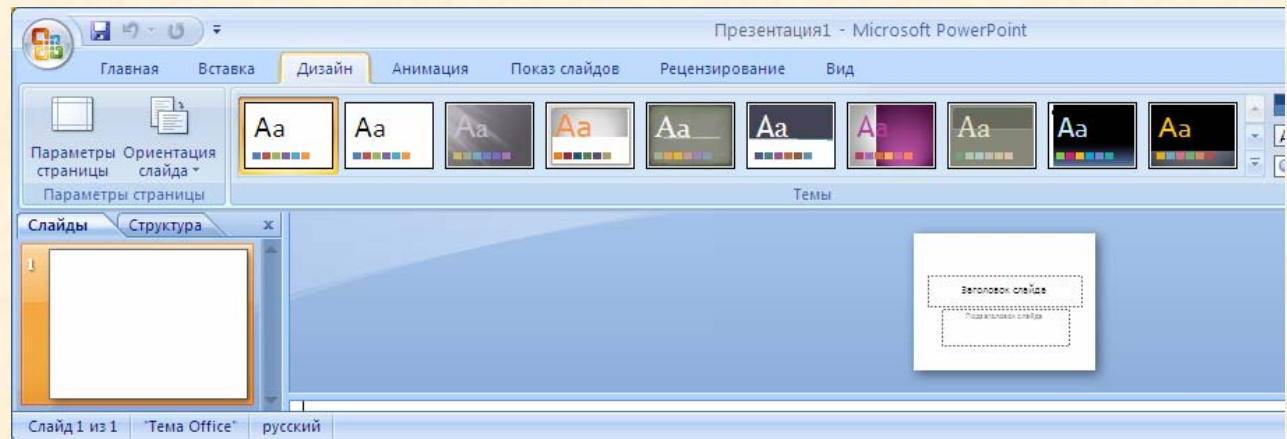 Презентация1 - Microsoft PowerPoint
Главная Вставка Дизайн Анимация Показ слайдов Рецензирование Вид
Aa Aa Aa Aa Aa Aa Aa Aa Aa Aa
Параметры страницы
Ориентация слайда
Параметры страницы
Темы
Слайды Структура x
1
Заголовок слайда
Подзаголовок слайда
Слайд 1 из 1 "Тема Office" русский